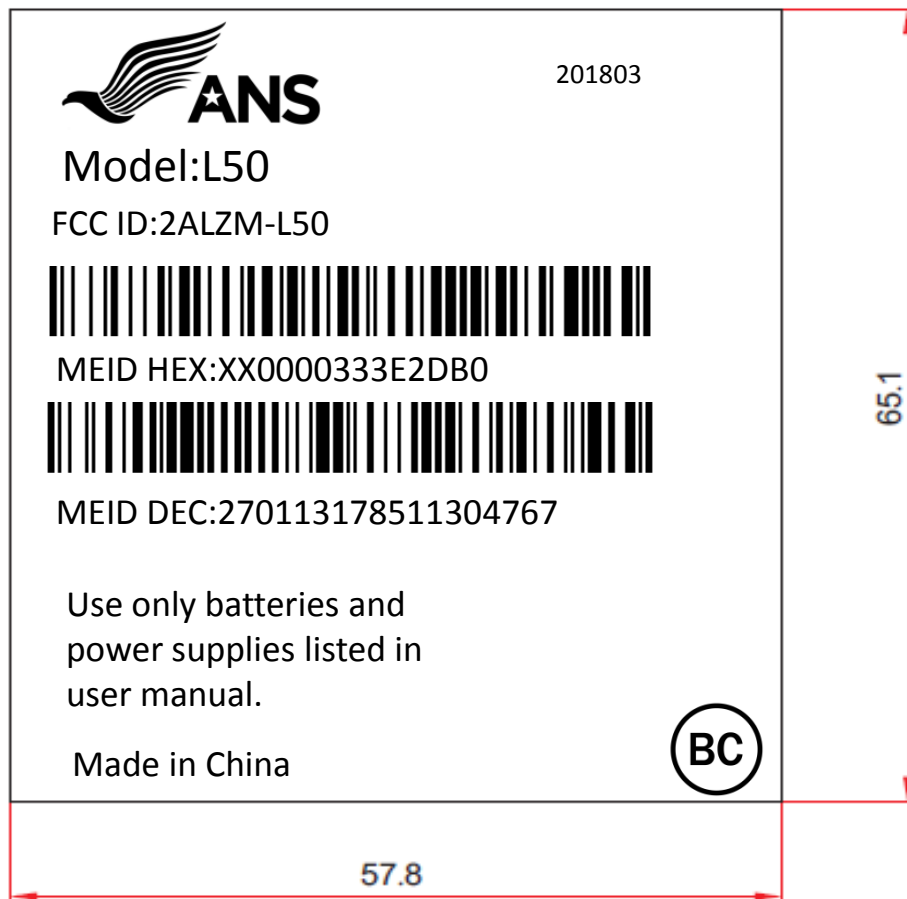 ANS
201803
Model:L50
FCC ID:2ALZM-L50
MEID HEX:XX0000333E2DB0
MEID DEC:270113178511304767
Use only batteries and
power supplies listed in
user manual.
Made in China
BC
65.1
57.8